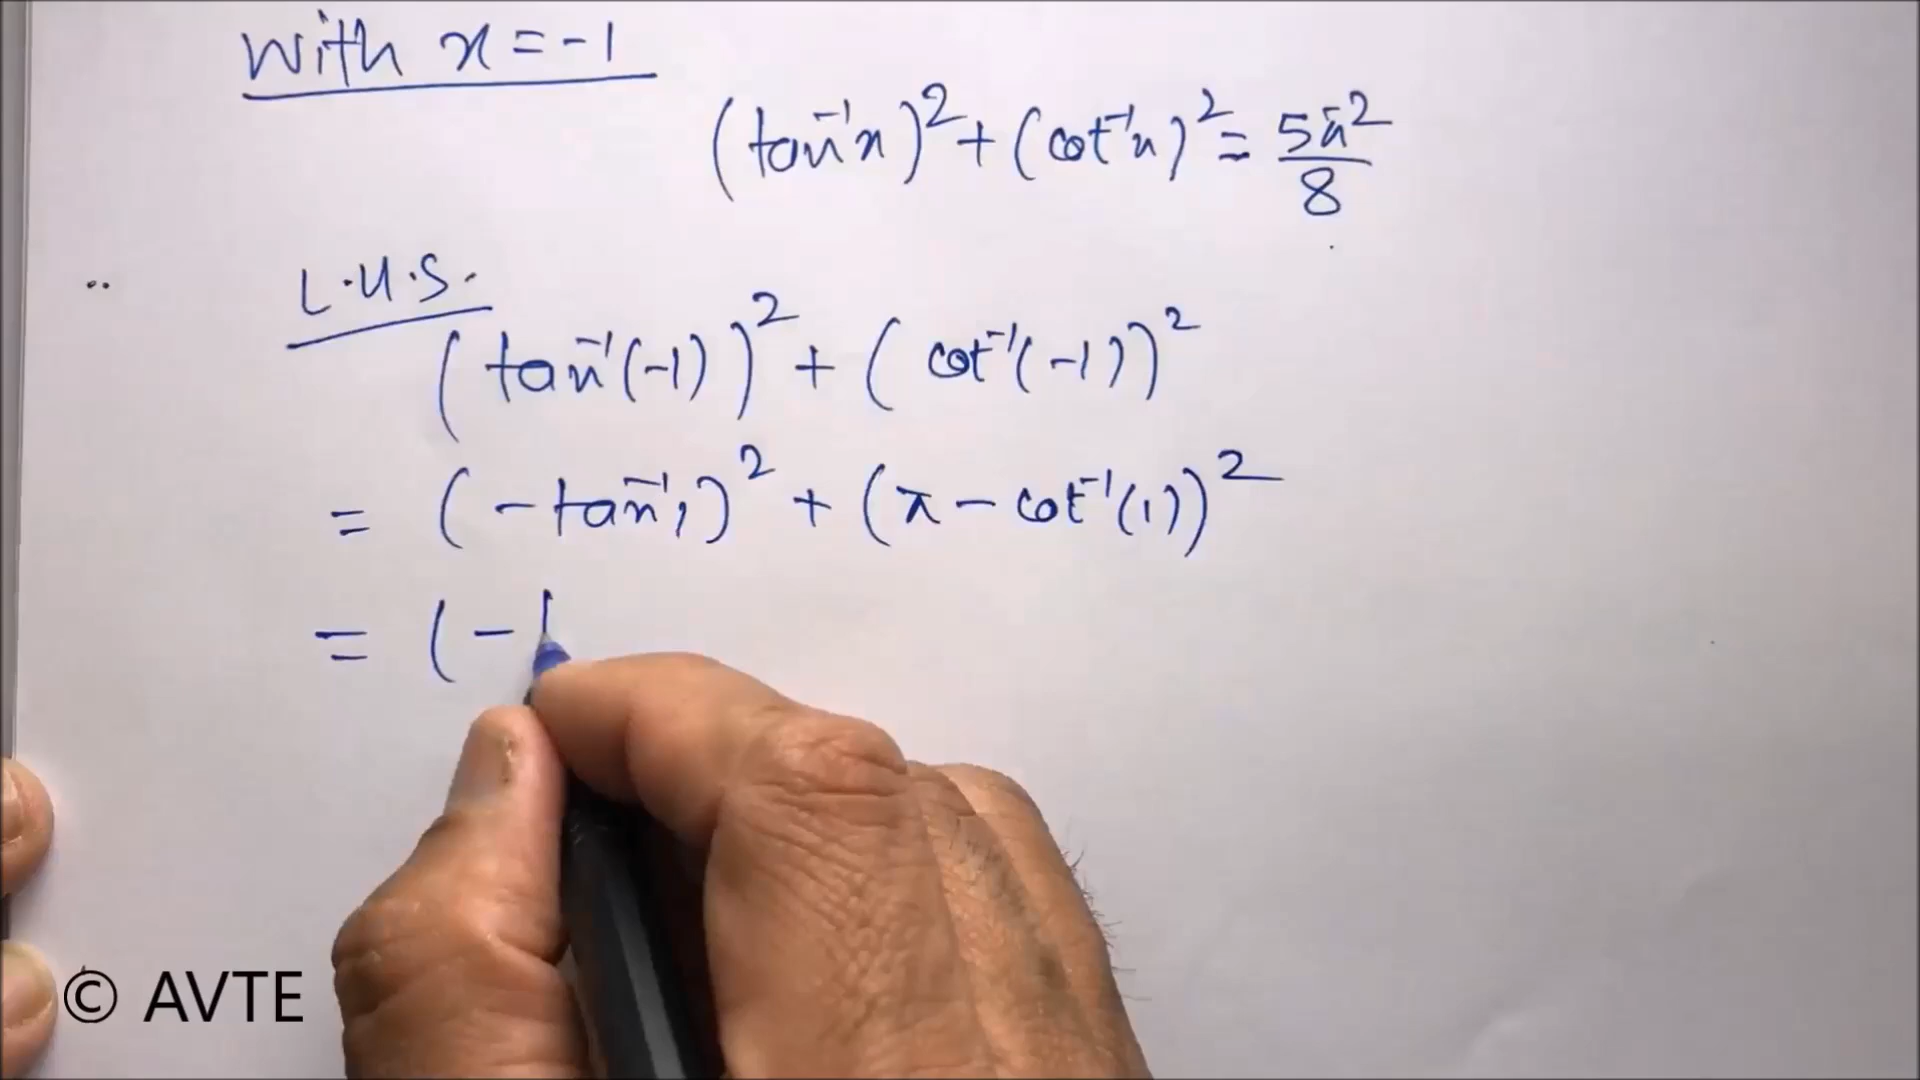 With x = -1
(tan⁻¹x)² + (cot⁻¹x)² = 5π²/8
L.H.S.
(tan⁻¹(-1))² + (cot⁻¹(-1))²
= (-tan⁻¹1)² + (π - cot⁻¹(1))²
= (-
© AVTE